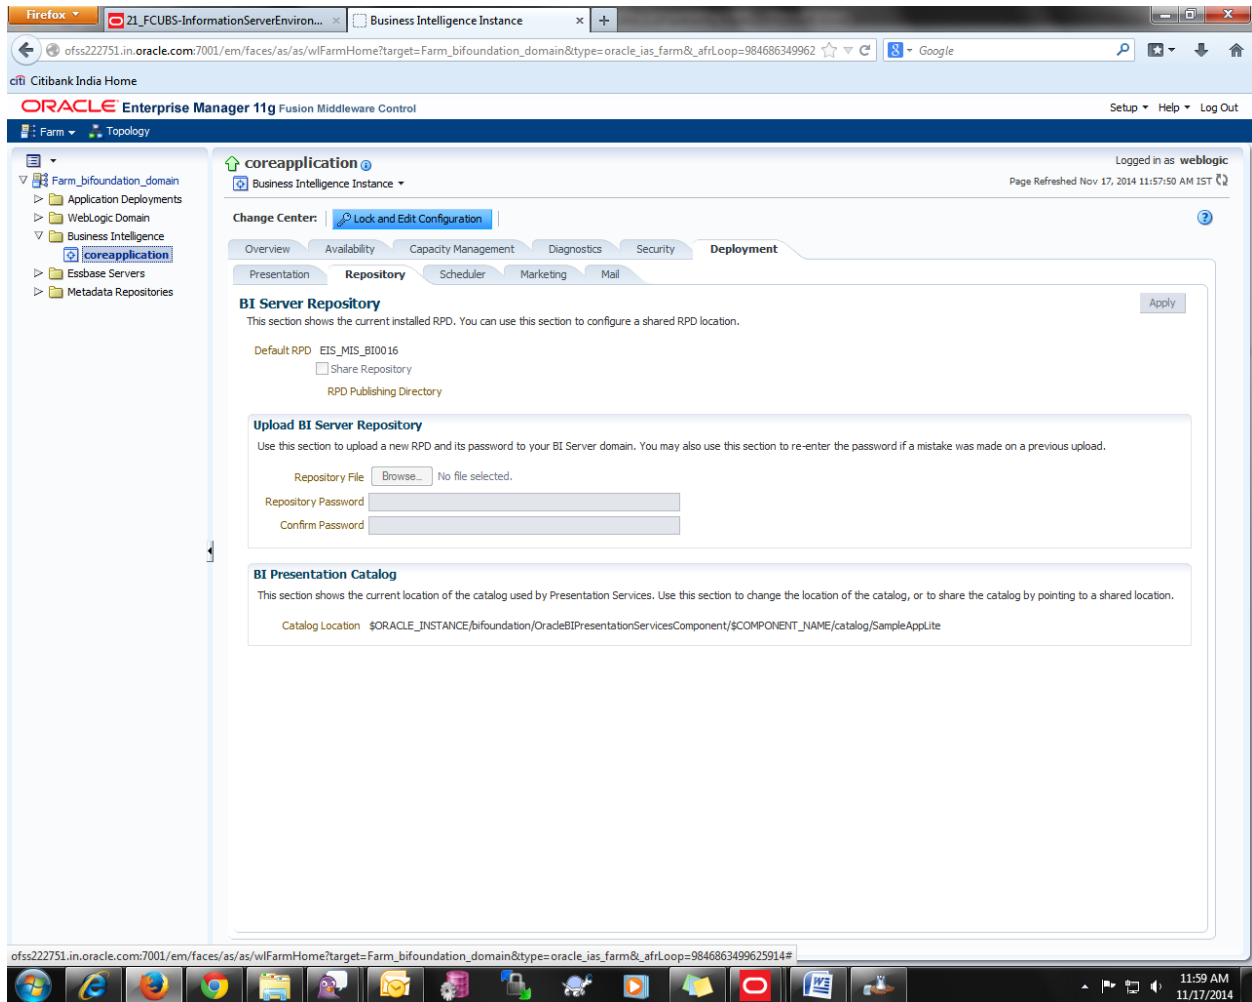 Firefox
21_FCUBS-InformationServerEnviron... ×
Business Intelligence Instance ×
ofss222751.in.oracle.com:7001/em/faces/as/as/wlFarmHome?target=Farm_bifoundation_domain&type=oracle_ias_farm&_afrLoop=984686349962
Google
citi Citibank India Home
ORACLE Enterprise Manager 11g Fusion Middleware Control
Setup Help Log Out
Farm Topology
Farm_bifoundation_domain
Application Deployments
WebLogic Domain
Business Intelligence
coreapplication
Essbase Servers
Metadata Repositories
coreapplication
Logged in as weblogic
Business Intelligence Instance
Page Refreshed Nov 17, 2014 11:57:50 AM IST
Change Center: Lock and Edit Configuration
Overview Availability Capacity Management Diagnostics Security Deployment
Presentation Repository Scheduler Marketing Mail
BI Server Repository
Apply
This section shows the current installed RPD. You can use this section to configure a shared RPD location.
Default RPD EIS_MIS_BI0016
Share Repository
RPD Publishing Directory
Upload BI Server Repository
Use this section to upload a new RPD and its password to your BI Server domain. You may also use this section to re-enter the password if a mistake was made on a previous upload.
Repository File Browse... No file selected.
Repository Password
Confirm Password
BI Presentation Catalog
This section shows the current location of the catalog used by Presentation Services. Use this section to change the location of the catalog, or to share the catalog by pointing to a shared location.
Catalog Location $ORACLE_INSTANCE/bifoundation/OracleBIPresentationServicesComponent/$COMPONENT_NAME/catalog/SampleAppLite
ofss222751.in.oracle.com:7001/em/faces/as/as/wlFarmHome?target=Farm_bifoundation_domain&type=oracle_ias_farm&_afrLoop=9846863499625914#
11:59 AM
11/17/2014